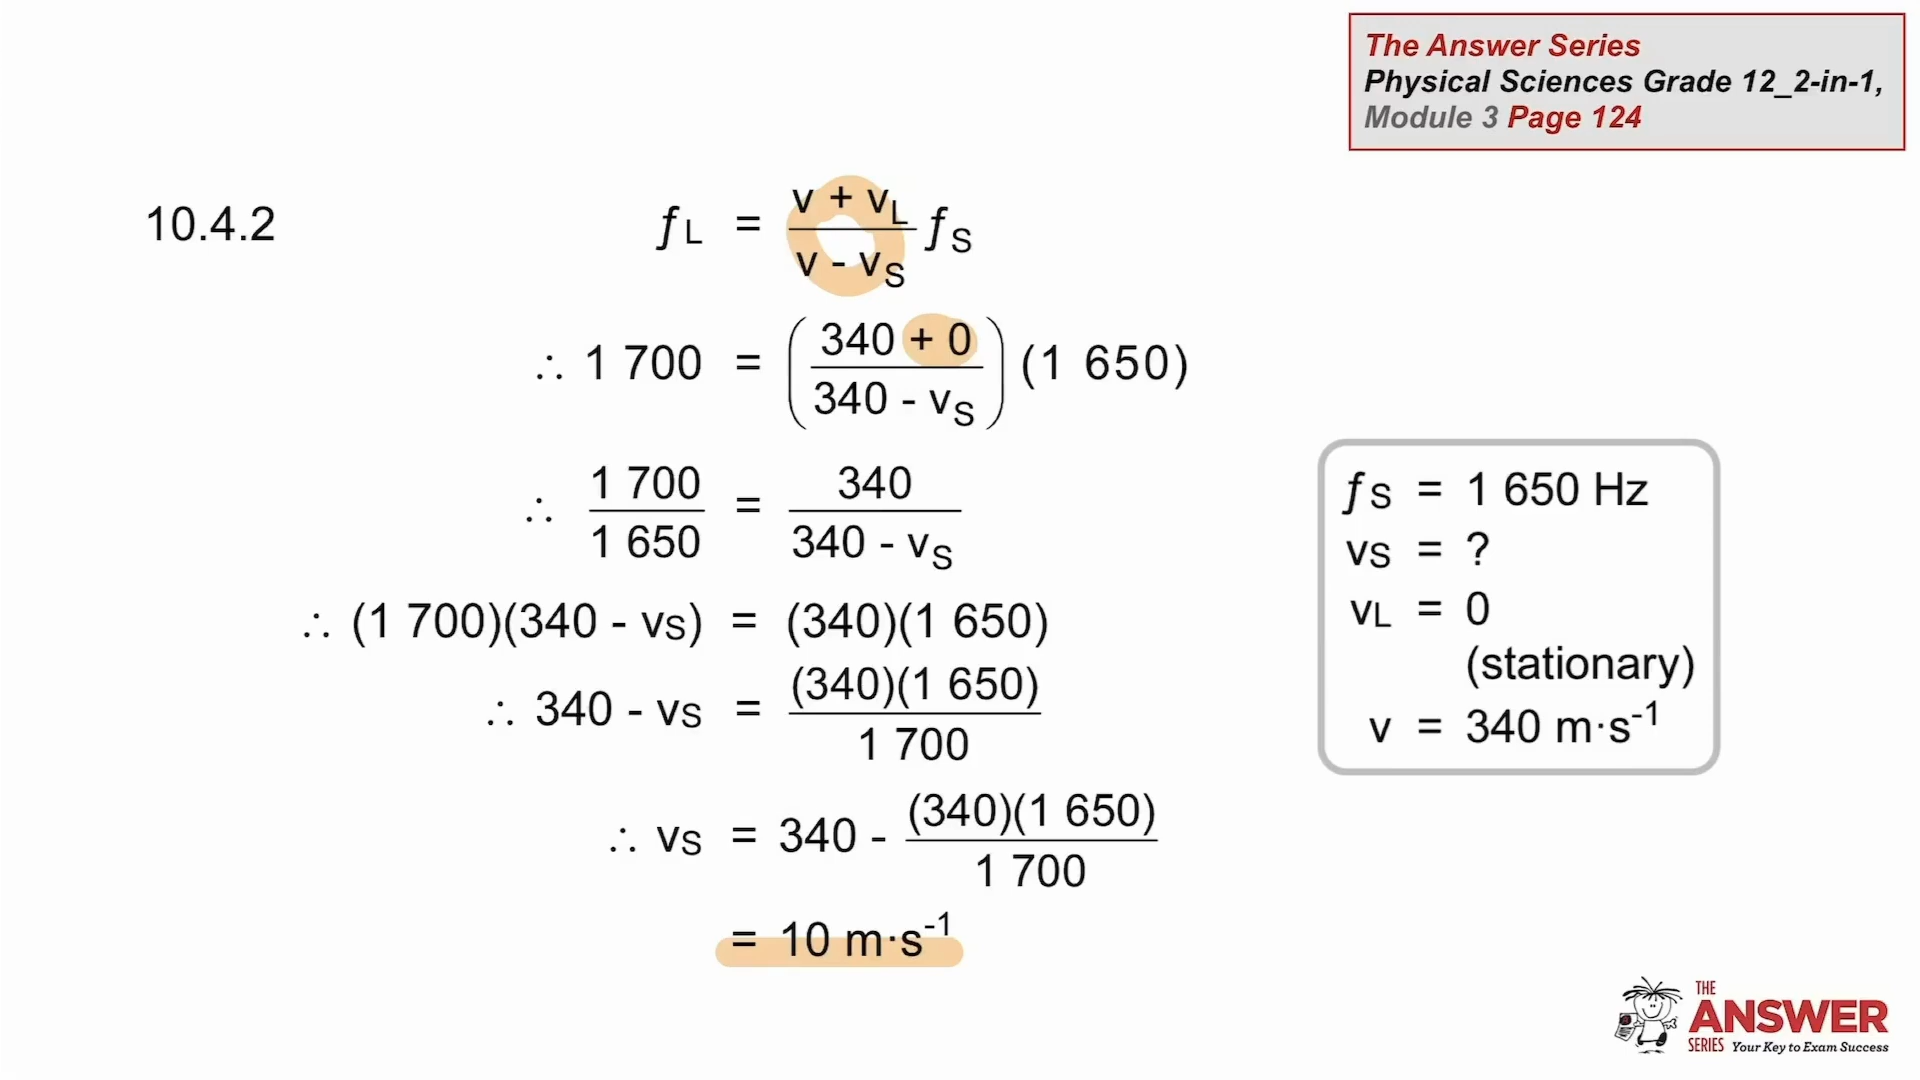 The Answer Series
Physical Sciences Grade 12_2-in-1,
Module 3 Page 124
10.4.2 ƒL = (v + vL)/(v - vS) ƒS
∴ 1 700 = ((340 + 0)/(340 - vS)) (1 650)
∴ 1 700/1 650 = 340/(340 - vS)
∴ (1 700)(340 - vS) = (340)(1 650)
∴ 340 - vS = (340)(1 650)/1 700
∴ vS = 340 - (340)(1 650)/1 700
= 10 m·s⁻¹
ƒS = 1 650 Hz
vS = ?
vL = 0
(stationary)
v = 340 m·s⁻¹
THE
ANSWER
SERIES Your Key to Exam Success